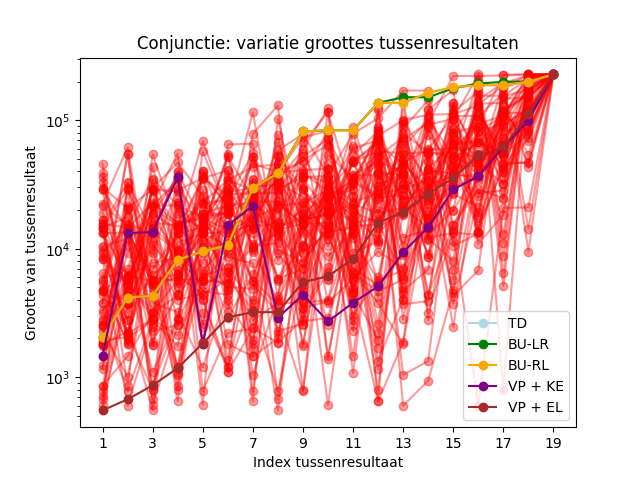 Conjunctie: variatie groottes tussenresultaten
Grootte van tussenresultaat
10^5
10^4
10^3
1 3 5 7 9 11 13 15 17 19
Index tussenresultaat
TD
BU-LR
BU-RL
VP + KE
VP + EL